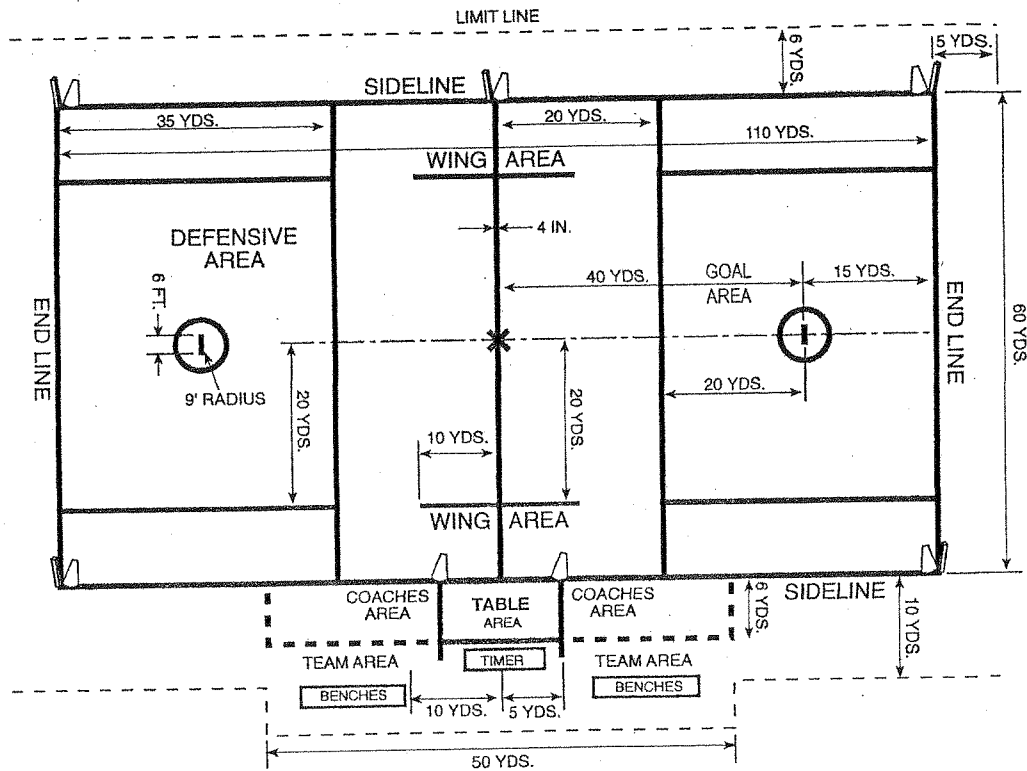 LIMIT LINE
6 YDS.
5 YDS.
SIDELINE
35 YDS.
20 YDS.
110 YDS.
WING AREA
4 IN.
DEFENSIVE
AREA
40 YDS.
GOAL
AREA
15 YDS.
6 FT.
END LINE
END LINE
60 YDS.
9' RADIUS
20 YDS.
20 YDS.
20 YDS.
10 YDS.
WING AREA
COACHES
AREA
TABLE
AREA
COACHES
AREA
6 YDS.
SIDELINE
10 YDS.
TEAM AREA
TIMER
TEAM AREA
BENCHES
BENCHES
10 YDS.
5 YDS.
50 YDS.